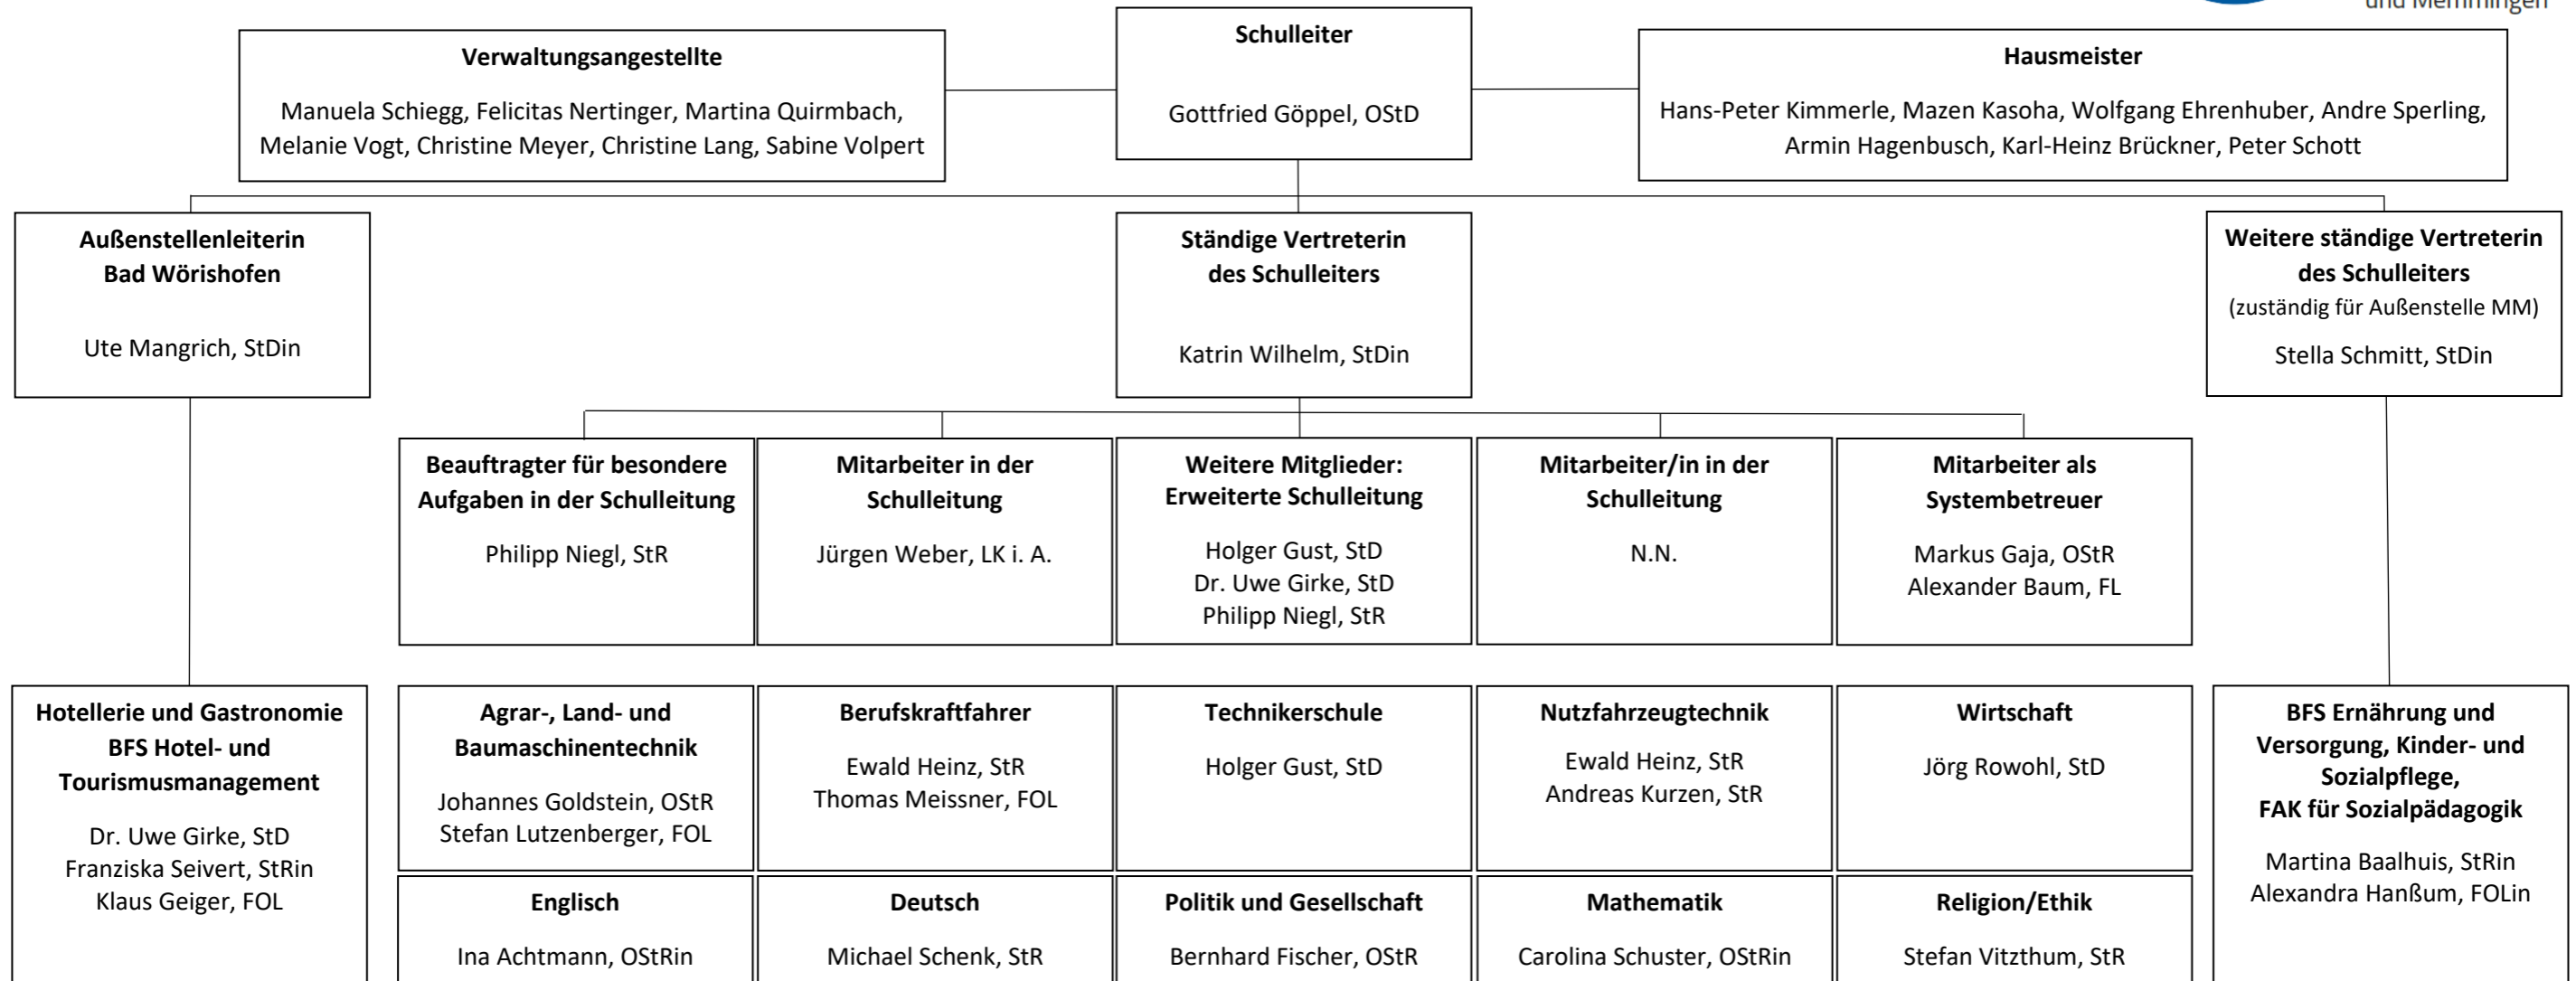 und Memmingen
Verwaltungsangestellte
Manuela Schiegg, Felicitas Nertinger, Martina Quirmbach,
Melanie Vogt, Christine Meyer, Christine Lang, Sabine Volpert
Schulleiter
Gottfried Göppel, OStD
Hausmeister
Hans-Peter Kimmerle, Mazen Kasoha, Wolfgang Ehrenhuber, Andre Sperling,
Armin Hagenbusch, Karl-Heinz Brückner, Peter Schott
Außenstellenleiterin
Bad Wörishofen
Ute Mangrich, StDin
Ständige Vertreterin
des Schulleiters
Katrin Wilhelm, StDin
Weitere ständige Vertreterin
des Schulleiters
(zuständig für Außenstelle MM)
Stella Schmitt, StDin
Beauftragter für besondere
Aufgaben in der Schulleitung
Philipp Niegl, StR
Mitarbeiter in der
Schulleitung
Jürgen Weber, LK i. A.
Weitere Mitglieder:
Erweiterte Schulleitung
Holger Gust, StD
Dr. Uwe Girke, StD
Philipp Niegl, StR
Mitarbeiter/in in der
Schulleitung
N.N.
Mitarbeiter als
Systembetreuer
Markus Gaja, OStR
Alexander Baum, FL
Hotellerie und Gastronomie
BFS Hotel- und
Tourismusmanagement
Dr. Uwe Girke, StD
Franziska Seivert, StRin
Klaus Geiger, FOL
Agrar-, Land- und
Baumaschinentechnik
Johannes Goldstein, OStR
Stefan Lutzenberger, FOL
Berufskraftfahrer
Ewald Heinz, StR
Thomas Meissner, FOL
Technikerschule
Holger Gust, StD
Nutzfahrzeugtechnik
Ewald Heinz, StR
Andreas Kurzen, StR
Wirtschaft
Jörg Rowohl, StD
BFS Ernährung und
Versorgung, Kinder- und
Sozialpflege,
FAK für Sozialpädagogik
Martina Baalhuis, StRin
Alexandra Hanßum, FOLin
Englisch
Ina Achtmann, OStRin
Deutsch
Michael Schenk, StR
Politik und Gesellschaft
Bernhard Fischer, OStR
Mathematik
Carolina Schuster, OStRin
Religion/Ethik
Stefan Vitzthum, StR